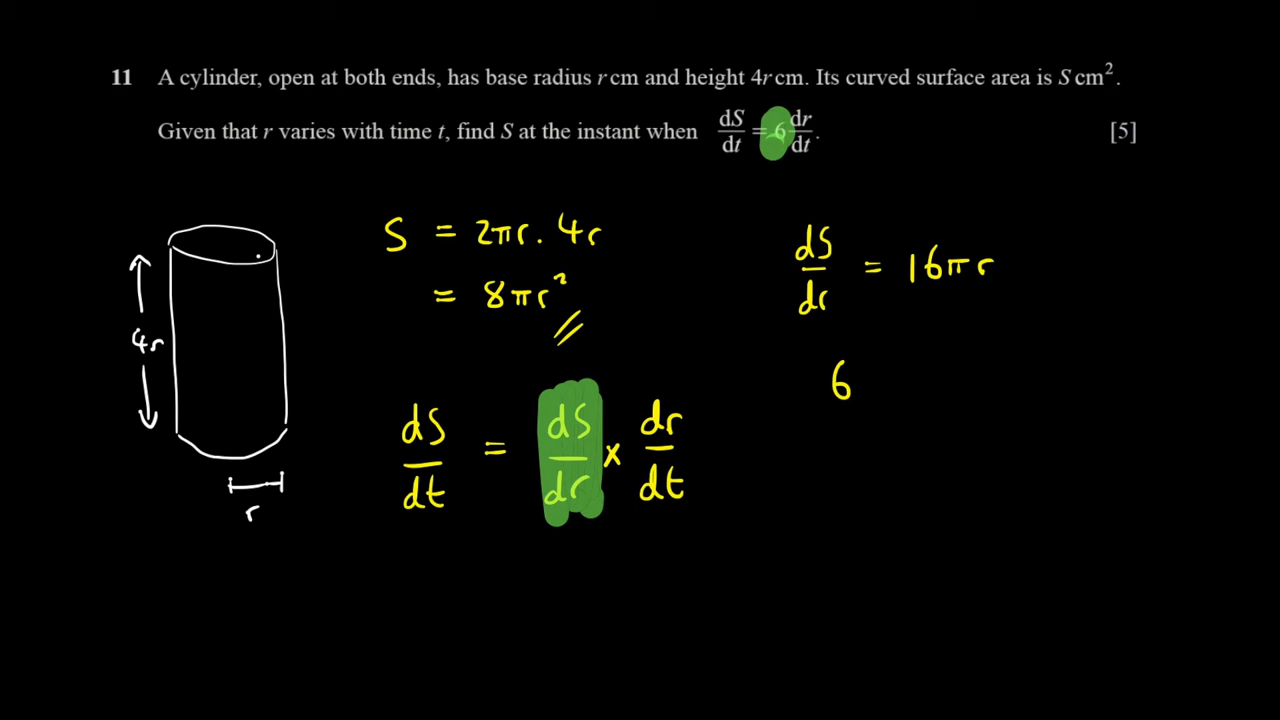 11 A cylinder, open at both ends, has base radius r cm and height 4r cm. Its curved surface area is S cm².
Given that r varies with time t, find S at the instant when dS/dt = 6 dr/dt. [5]
S = 2πr . 4r
= 8πr²
dS/dr = 16πr
4r
6
dS/dt = dS/dr × dr/dt
r